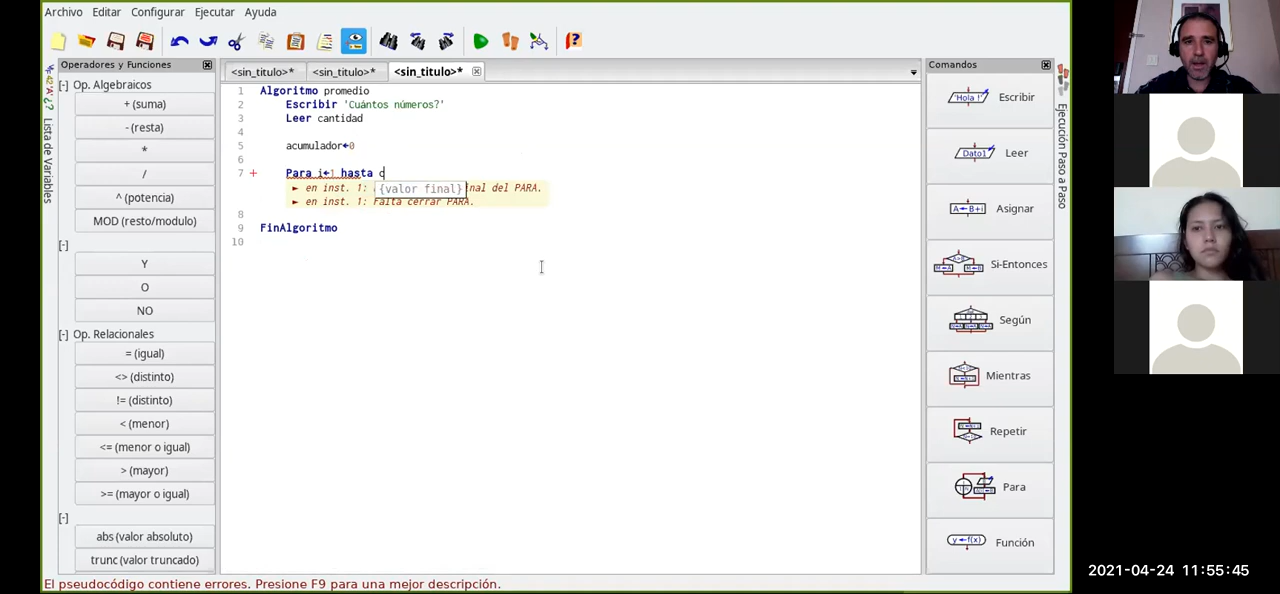 Archivo Editar Configurar Ejecutar Ayuda
Operadores y Funciones
<sin_titulo>* <sin_titulo>* <sin_titulo>*
Comandos
Lista de Variables
[-] Op. Algebraicos
+ (suma)
- (resta)
*
/
^ (potencia)
MOD (resto/modulo)
[-]
Y
O
NO
[-] Op. Relacionales
= (igual)
<> (distinto)
!= (distinto)
< (menor)
<= (menor o igual)
> (mayor)
>= (mayor o igual)
[-]
abs (valor absoluto)
trunc (valor truncado)
1 Algoritmo promedio
2 Escribir 'Cuántos números?'
3 Leer cantidad
4
5 acumulador←0
6
7 + Para i←1 hasta c
► en inst. 1: {valor final} nal del PARA.
► en inst. 1: Falta cerrar PARA.
8
9 FinAlgoritmo
10
'Hola !' Escribir
Dato1 Leer
A←B+i Asignar
Si-Entonces
Según
Mientras
Repetir
Para
y←f(x) Función
Ejecución Paso a Paso
El pseudocódigo contiene errores. Presione F9 para una mejor descripción.
2021-04-24 11:55:45